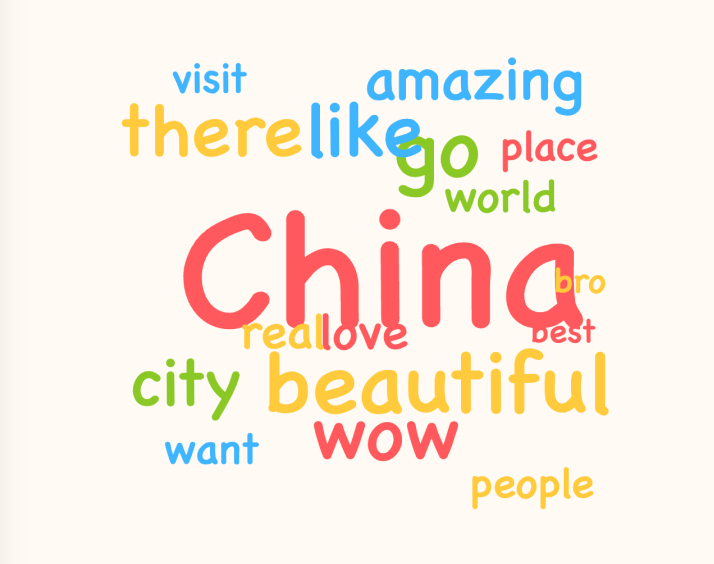 visit amazing
there like
go place
world
China
bro
real love best
city beautiful
want wow
people